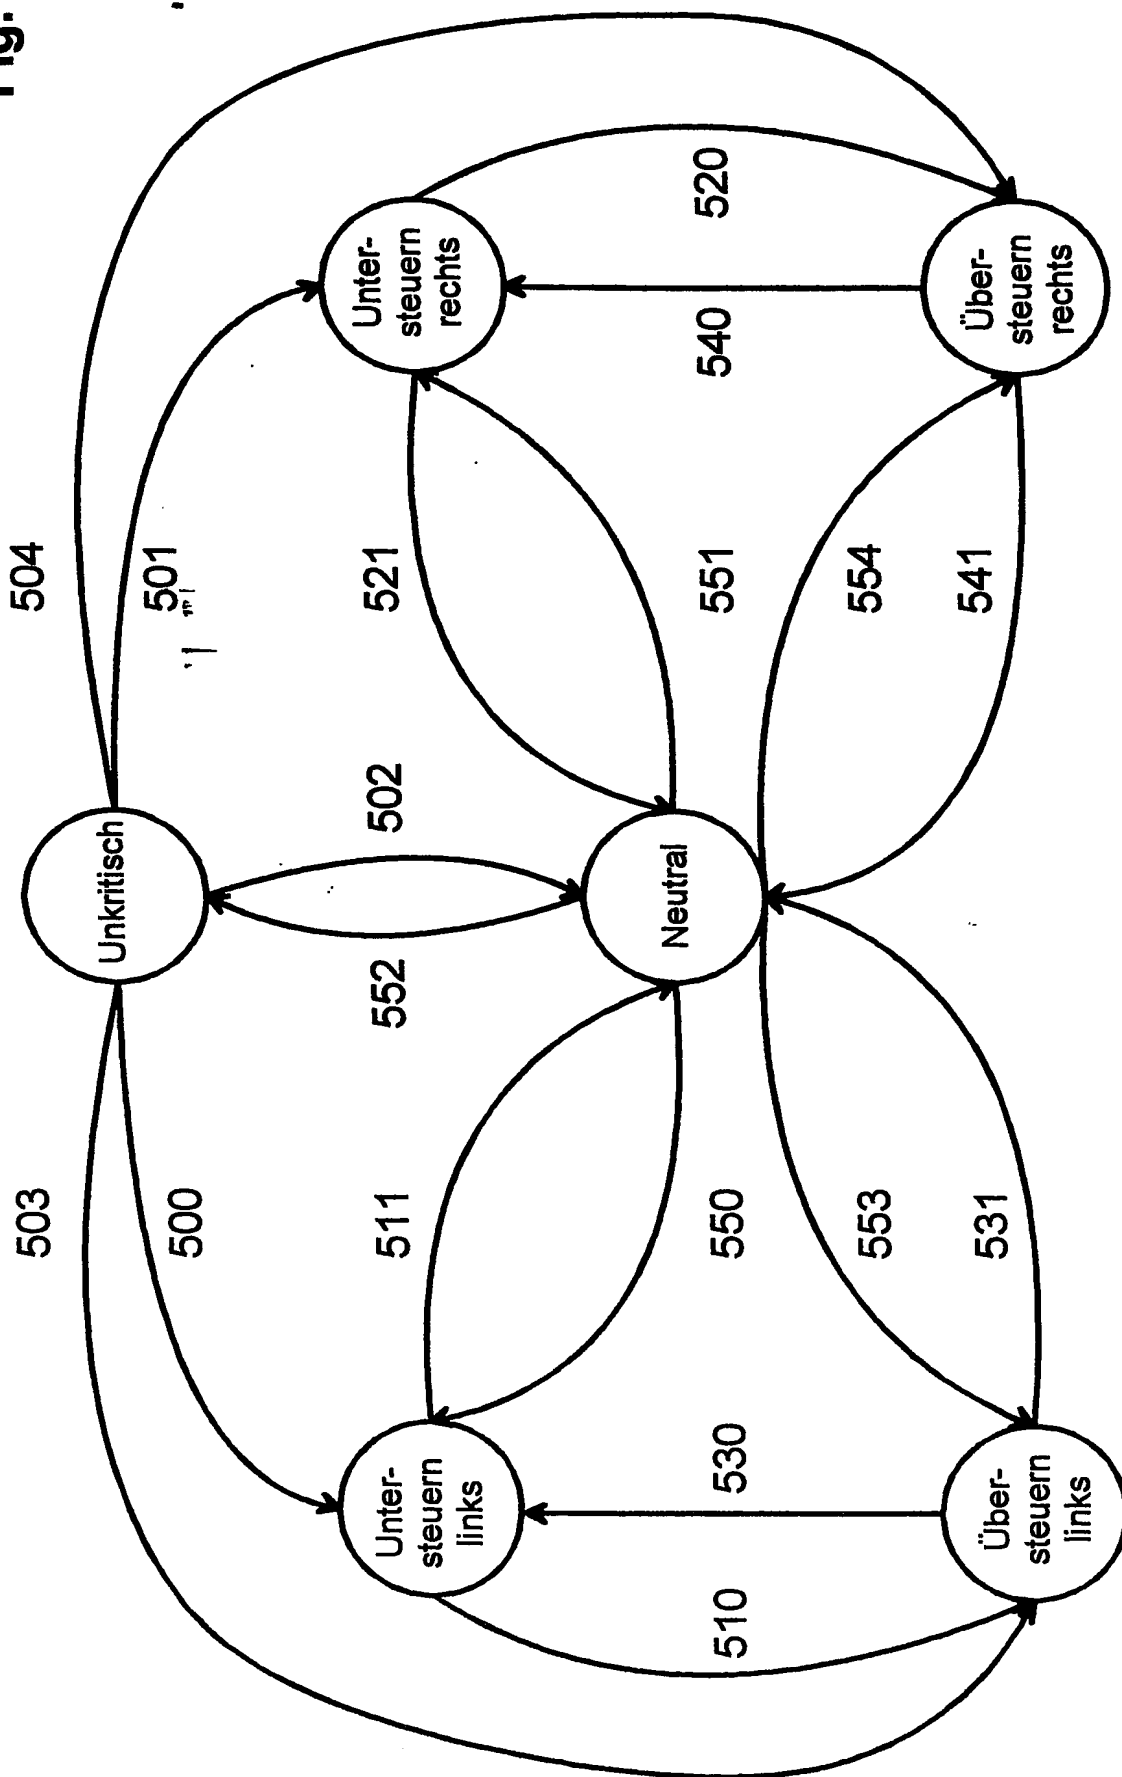 Fig.
503
504
Unkritisch
500
501
Unter-
steuern
links
511
552
502
521
Unter-
steuern
rechts
Neutral
510
530
550
551
540
520
553
554
531
541
Über-
steuern
links
Über-
steuern
rechts